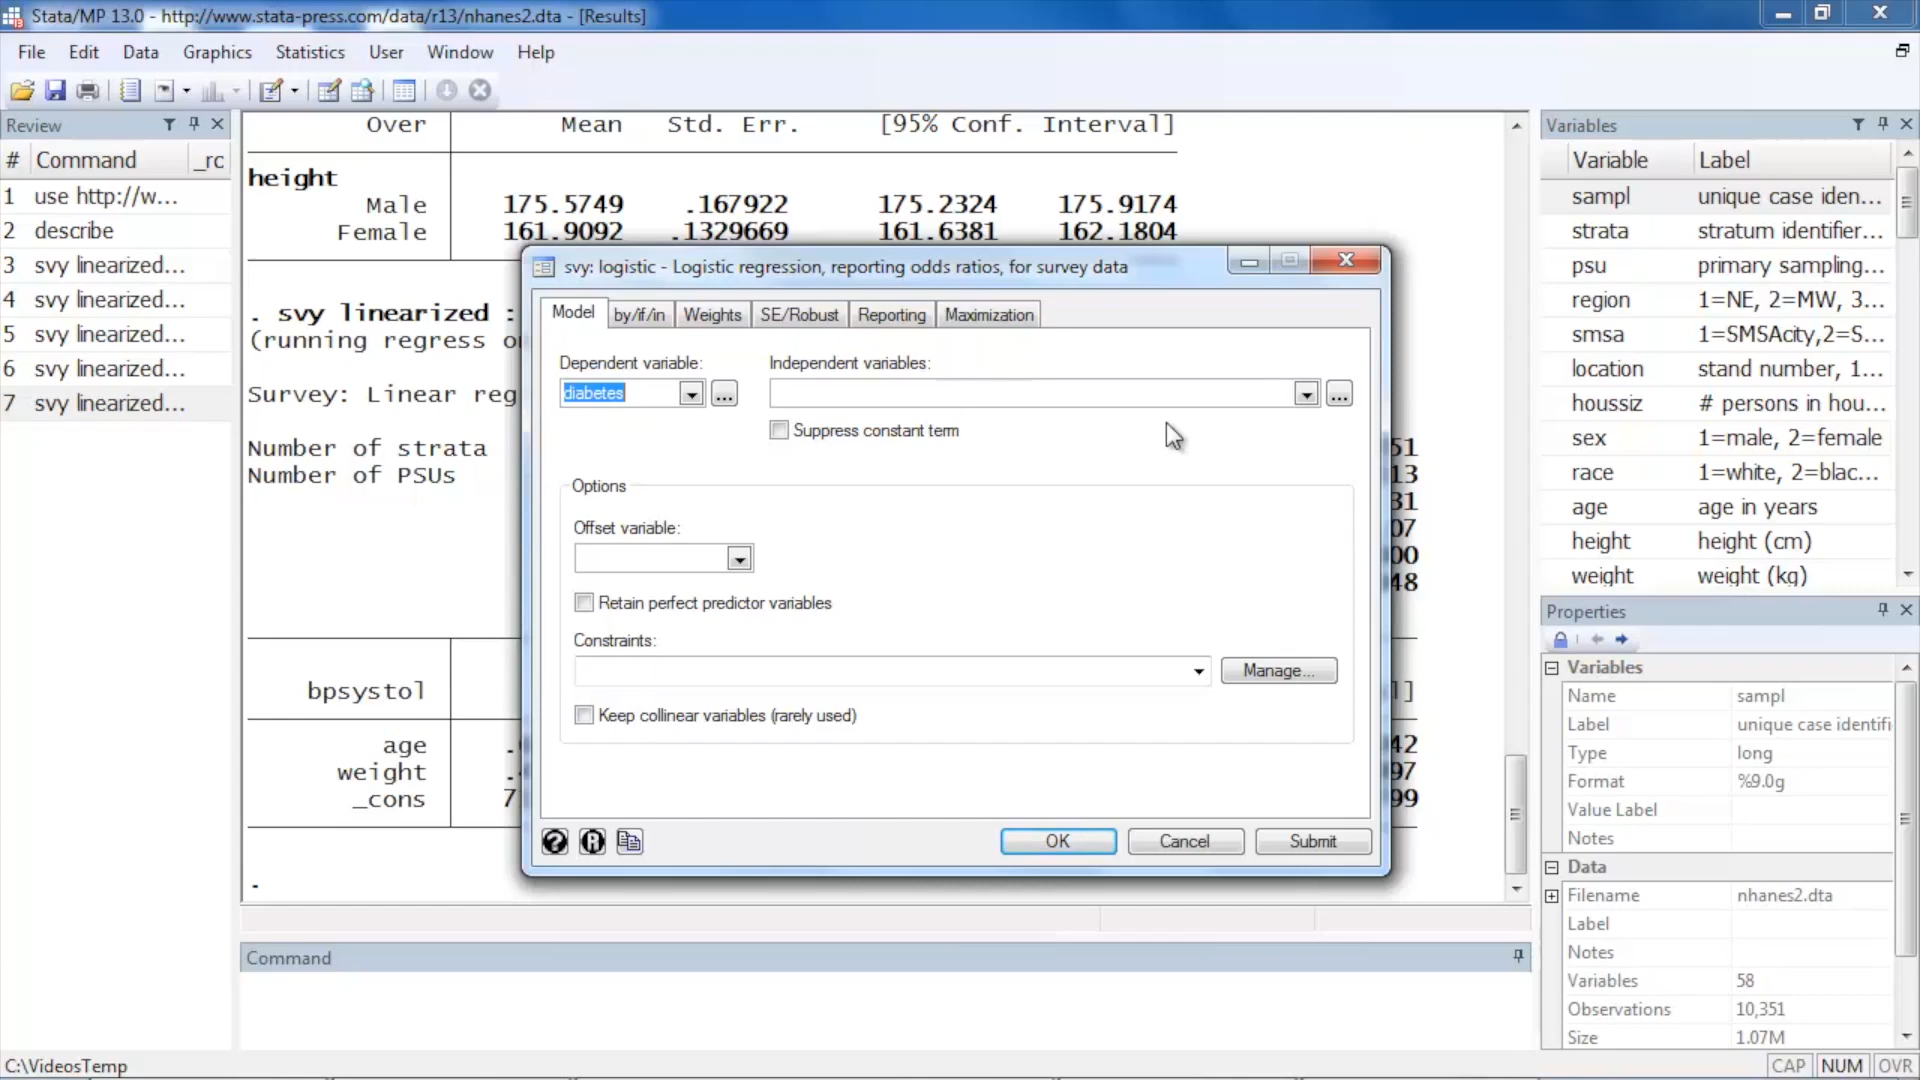 Stata/MP 13.0 - http://www.stata-press.com/data/r13/nhanes2.dta - [Results]
File Edit Data Graphics Statistics User Window Help
Review
# Command _rc
1 use http://w...
2 describe
3 svy linearized...
4 svy linearized...
5 svy linearized...
6 svy linearized...
7 svy linearized...
Over Mean Std. Err. [95% Conf. Interval]
height
Male 175.5749 .167922 175.2324 175.9174
Female 161.9092 .1329669 161.6381 162.1804
. svy linearized :
(running regress o
Survey: Linear reg
Number of strata 51
Number of PSUs 13
31
07
00
48
bpsystol ]
age . 42
weight . 97
_cons 7 99
.
svy: logistic - Logistic regression, reporting odds ratios, for survey data
Model by/if/in Weights SE/Robust Reporting Maximization
Dependent variable: Independent variables:
diabetes ... ...
Suppress constant term
Options
Offset variable:
Retain perfect predictor variables
Constraints:
Manage...
Keep collinear variables (rarely used)
? R OK Cancel Submit
Command
Variables
Variable Label
sampl unique case iden...
strata stratum identifier...
psu primary sampling...
region 1=NE, 2=MW, 3...
smsa 1=SMSAcity,2=S...
location stand number, 1...
houssiz # persons in hou...
sex 1=male, 2=female
race 1=white, 2=blac...
age age in years
height height (cm)
weight weight (kg)
Properties
Variables
Name sampl
Label unique case identifi
Type long
Format %9.0g
Value Label
Notes
Data
Filename nhanes2.dta
Label
Notes
Variables 58
Observations 10,351
Size 1.07M
C:\VideosTemp CAP NUM OVR